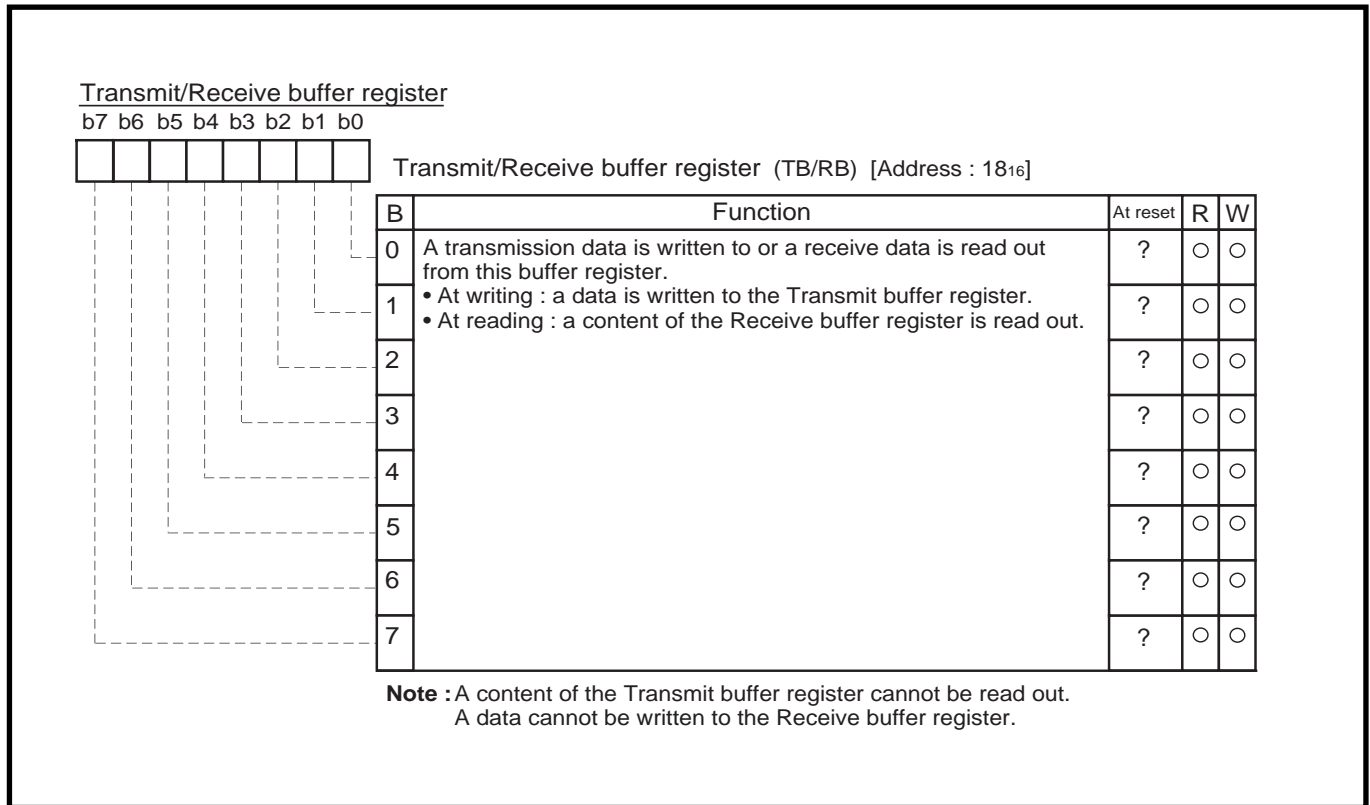 Transmit/Receive buffer register
b7 b6 b5 b4 b3 b2 b1 b0
Transmit/Receive buffer register (TB/RB) [Address : 18₁₆]
B Function At reset R W
0 A transmission data is written to or a receive data is read out ? ○ ○
from this buffer register.
• At writing : a data is written to the Transmit buffer register.
1 ? ○ ○
• At reading : a content of the Receive buffer register is read out.
2 ? ○ ○
3 ? ○ ○
4 ? ○ ○
5 ? ○ ○
6 ? ○ ○
7 ? ○ ○
Note : A content of the Transmit buffer register cannot be read out.
A data cannot be written to the Receive buffer register.